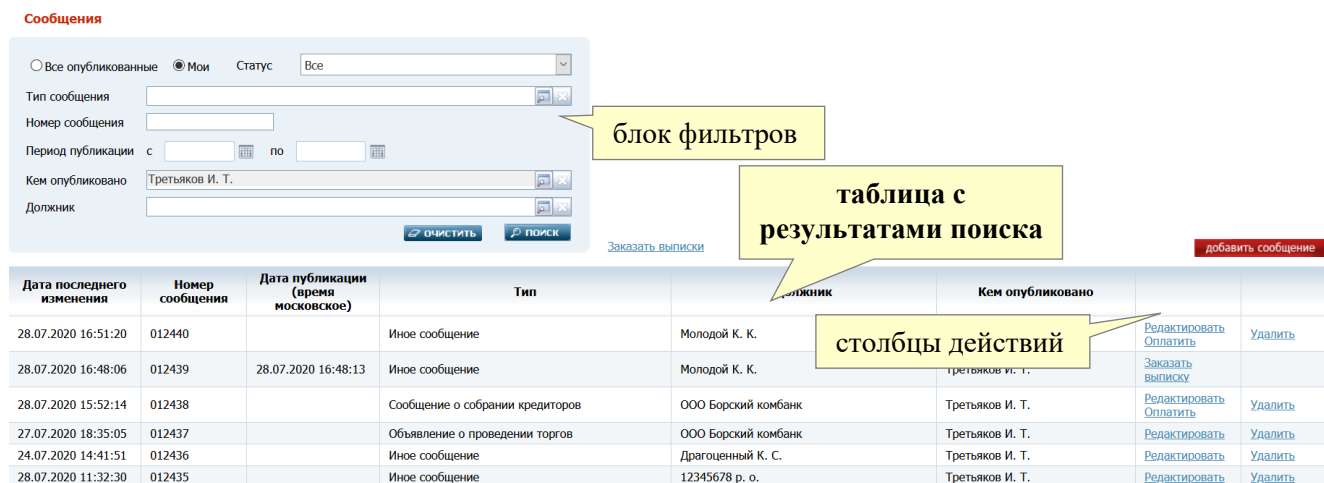 Сообщения
Все опубликованные Мои Статус Все
Тип сообщения
Номер сообщения
Период публикации с по
Кем опубликовано Третьяков И. Т.
Должник
ОЧИСТИТЬ ПОИСК
блок фильтров
таблица с
результатами поиска
Заказать выписки
добавить сообщение
Дата последнего изменения Номер сообщения Дата публикации (время московское) Тип Кем опубликовано
столбцы действий
28.07.2020 16:51:20 012440 Иное сообщение Молодой К. К. Редактировать Оплатить Удалить
28.07.2020 16:48:06 012439 28.07.2020 16:48:13 Иное сообщение Молодой К. К. Третьяков И. Т. Заказать выписку
28.07.2020 15:52:14 012438 Сообщение о собрании кредиторов ООО Борский комбанк Третьяков И. Т. Редактировать Оплатить Удалить
27.07.2020 18:35:05 012437 Объявление о проведении торгов ООО Борский комбанк Третьяков И. Т. Редактировать Удалить
24.07.2020 14:41:51 012436 Иное сообщение Драгоценный К. С. Третьяков И. Т. Редактировать Удалить
28.07.2020 11:32:30 012435 Иное сообщение 12345678 р. о. Третьяков И. Т. Редактировать Удалить